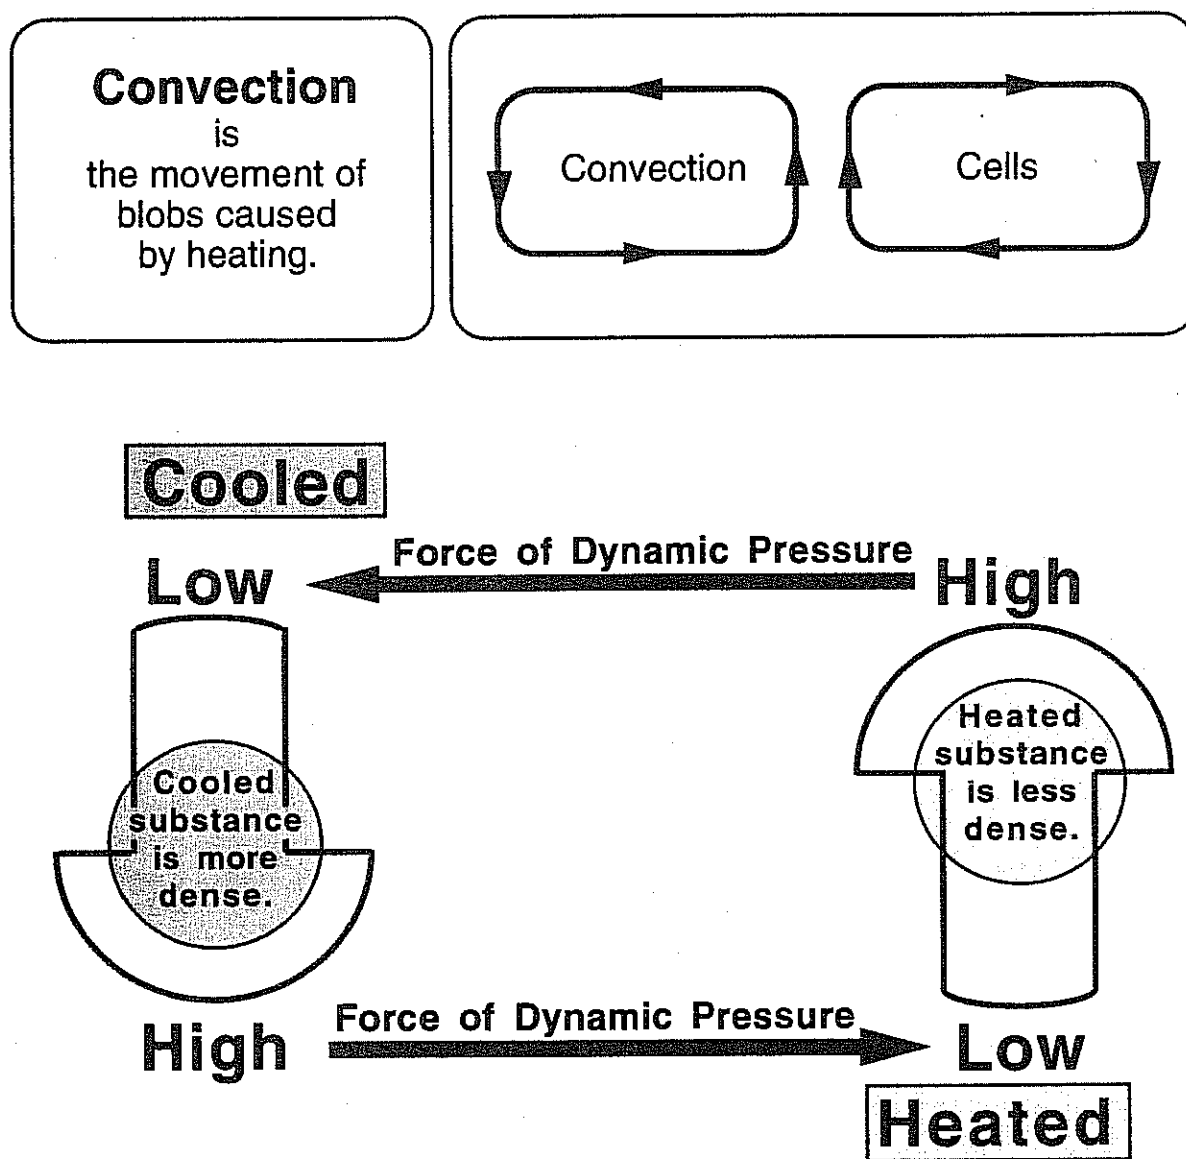 Convection
is
the movement of
blobs caused
by heating.
Convection
Cells
Cooled
Force of Dynamic Pressure
Low
High
Heated
substance
is less
dense.
Cooled
substance
is more
dense.
Force of Dynamic Pressure
High
Low
Heated